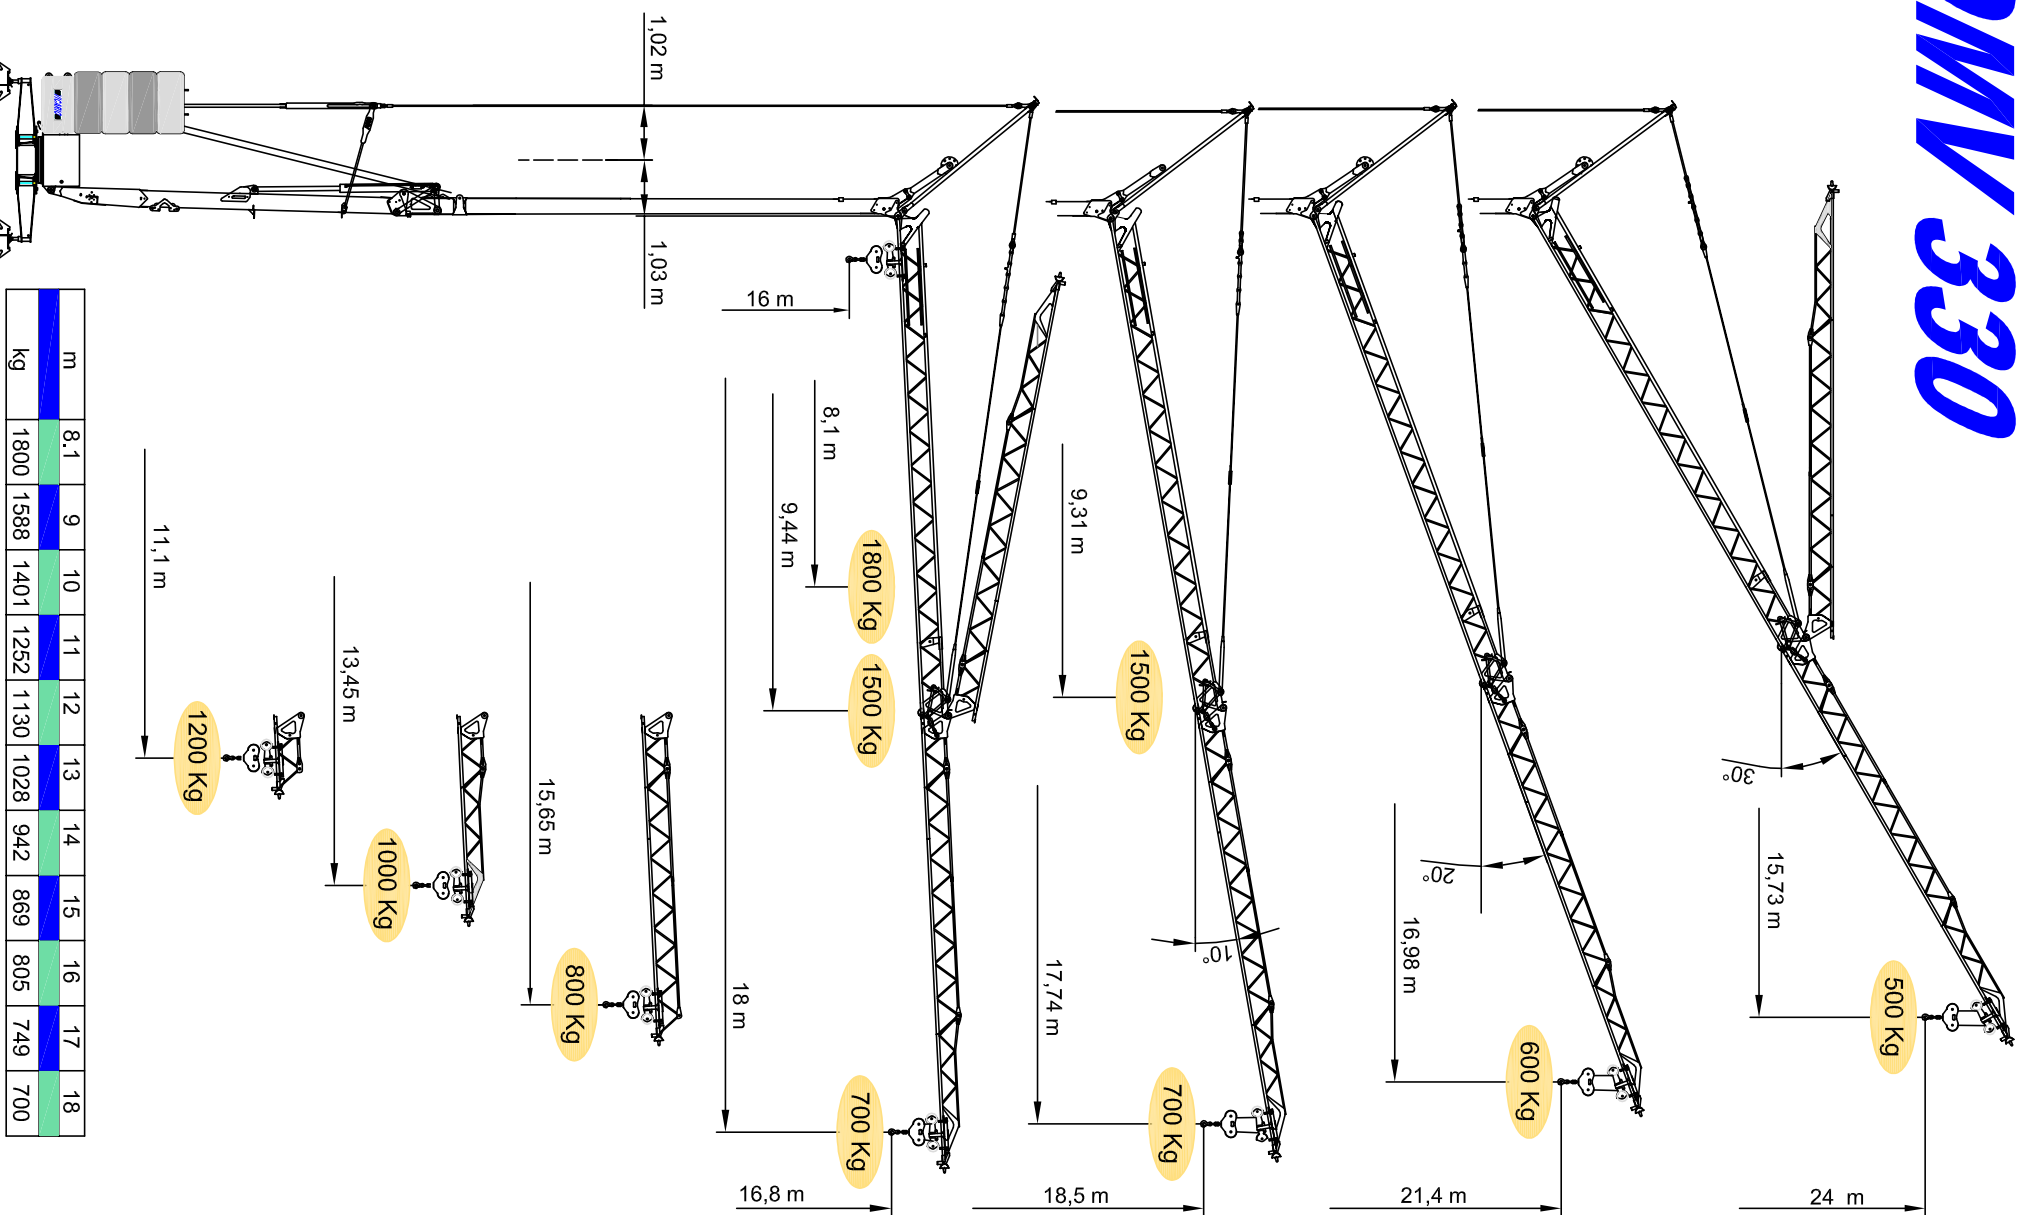 OMV 330
1,02 m
1,03 m
16 m
8,1 m
9,44 m
1800 Kg
1500 Kg
18 m
700 Kg
16,8 m
9,31 m
1500 Kg
10°
17,74 m
700 Kg
18,5 m
20°
16,98 m
600 Kg
21,4 m
30°
15,73 m
500 Kg
24 m
15,65 m
800 Kg
13,45 m
1000 Kg
11,1 m
1200 Kg
m 8.1 9 10 11 12 13 14 15 16 17 18
kg 1800 1588 1401 1252 1130 1028 942 869 805 749 700